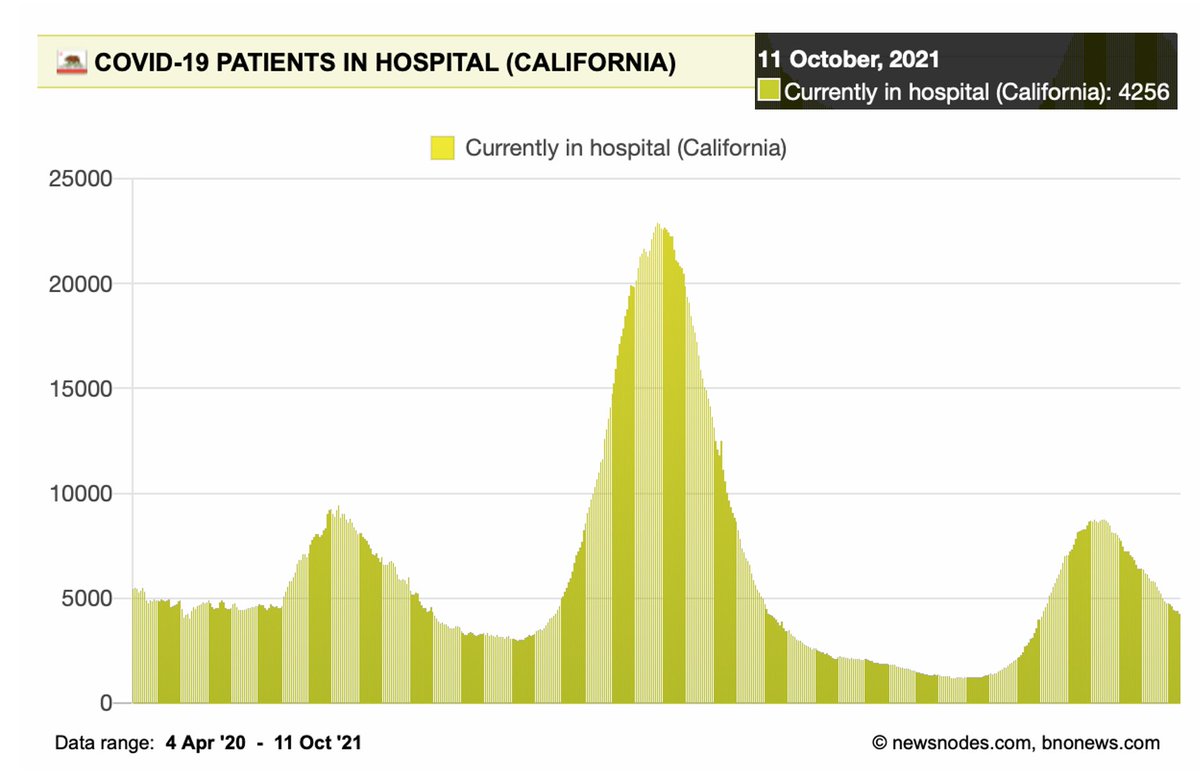 COVID-19 PATIENTS IN HOSPITAL (CALIFORNIA)
11 October, 2021
Currently in hospital (California): 4256
Currently in hospital (California)
25000
20000
15000
10000
5000
0
Data range: 4 Apr '20 - 11 Oct '21
© newsnodes.com, bnonews.com